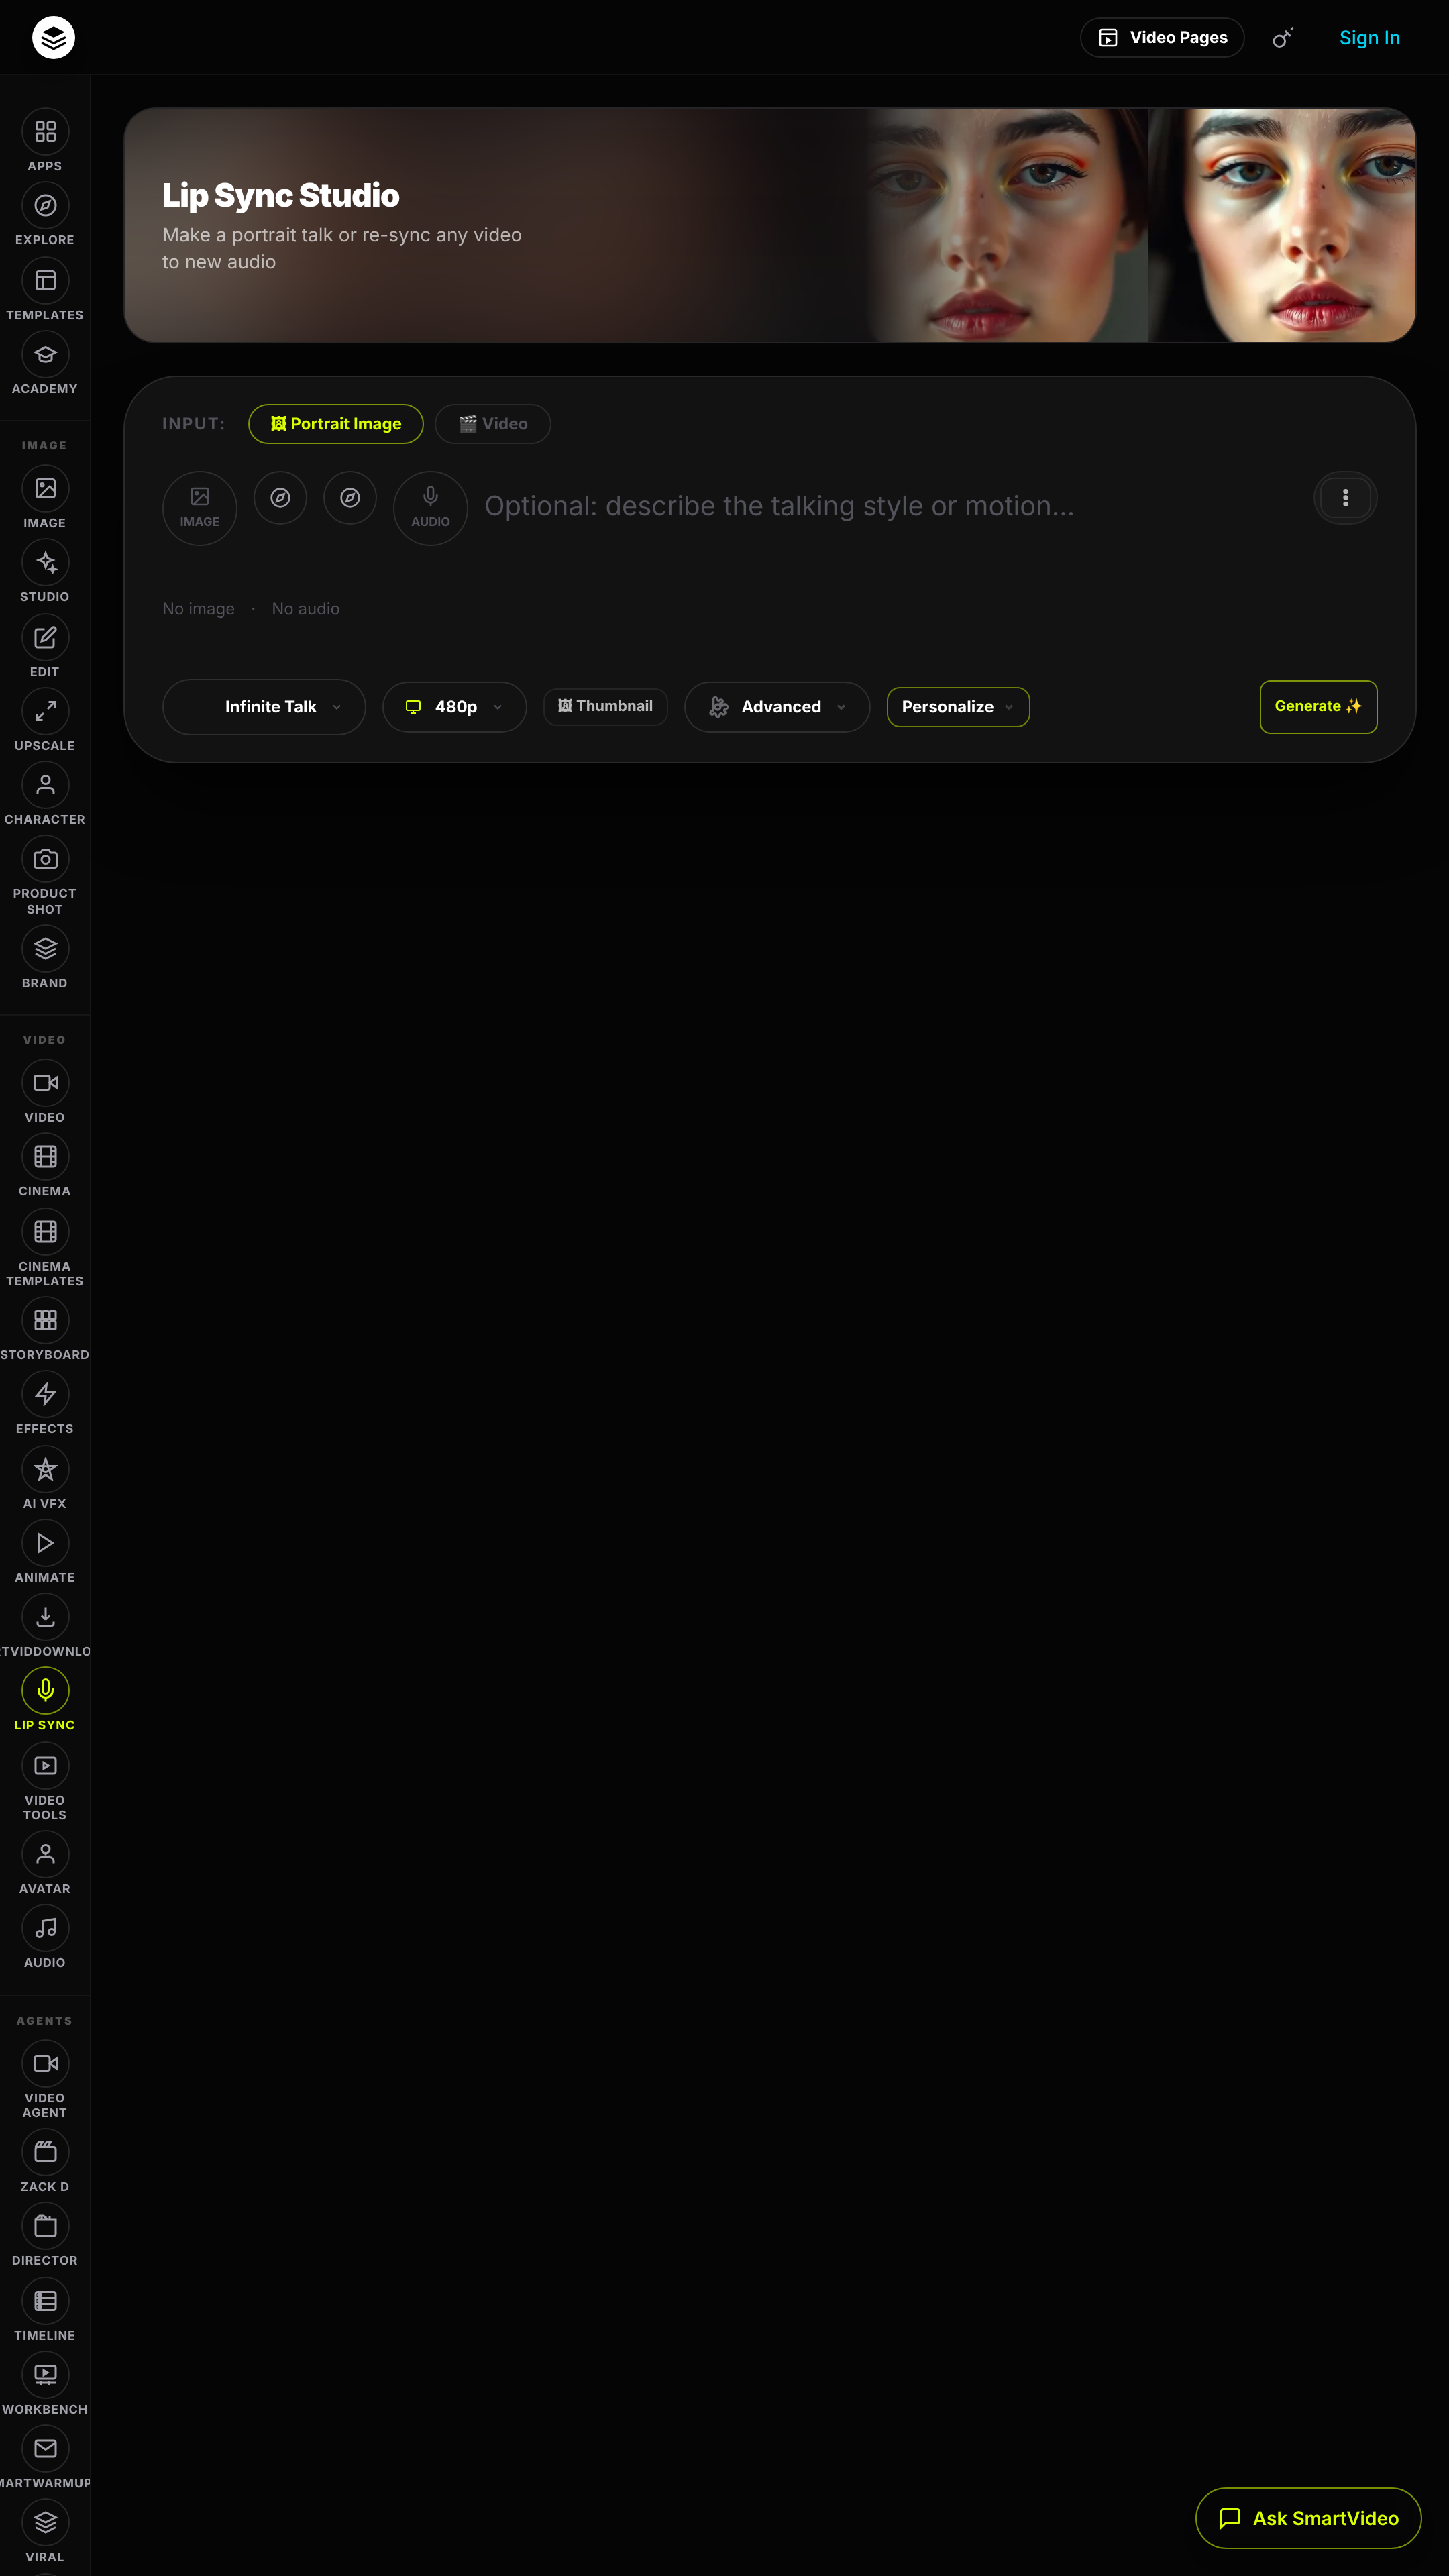 Video Pages
Sign In
APPS
EXPLORE
TEMPLATES
ACADEMY
IMAGE
IMAGE
STUDIO
EDIT
UPSCALE
CHARACTER
PRODUCT
SHOT
BRAND
VIDEO
VIDEO
CINEMA
CINEMA
TEMPLATES
STORYBOARD
EFFECTS
AI VFX
ANIMATE
TVIDDOWNLO
LIP SYNC
VIDEO
TOOLS
AVATAR
AUDIO
AGENTS
VIDEO
AGENT
ZACK D
DIRECTOR
TIMELINE
WORKBENCH
MARTWARMUP
VIRAL
Lip Sync Studio
Make a portrait talk or re-sync any video
to new audio
INPUT:
Portrait Image
Video
IMAGE
AUDIO
Optional: describe the talking style or motion...
No image · No audio
Infinite Talk
480p
Thumbnail
Advanced
Personalize
Generate ✨
Ask SmartVideo